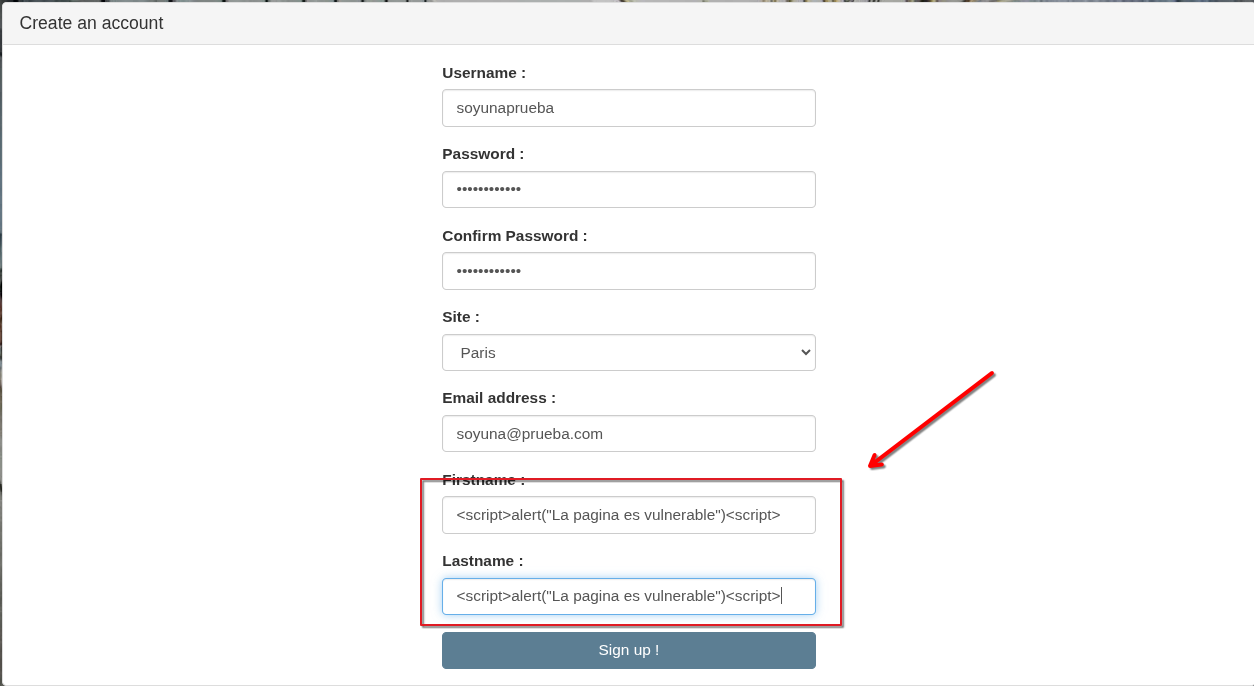 Create an account
Username :
soyunaprueba
Password :
••••••••••••
Confirm Password :
••••••••••••
Site :
Paris
Email address :
soyuna@prueba.com
Firstname :
<script>alert("La pagina es vulnerable")<script>
Lastname :
<script>alert("La pagina es vulnerable")<script>
Sign up !